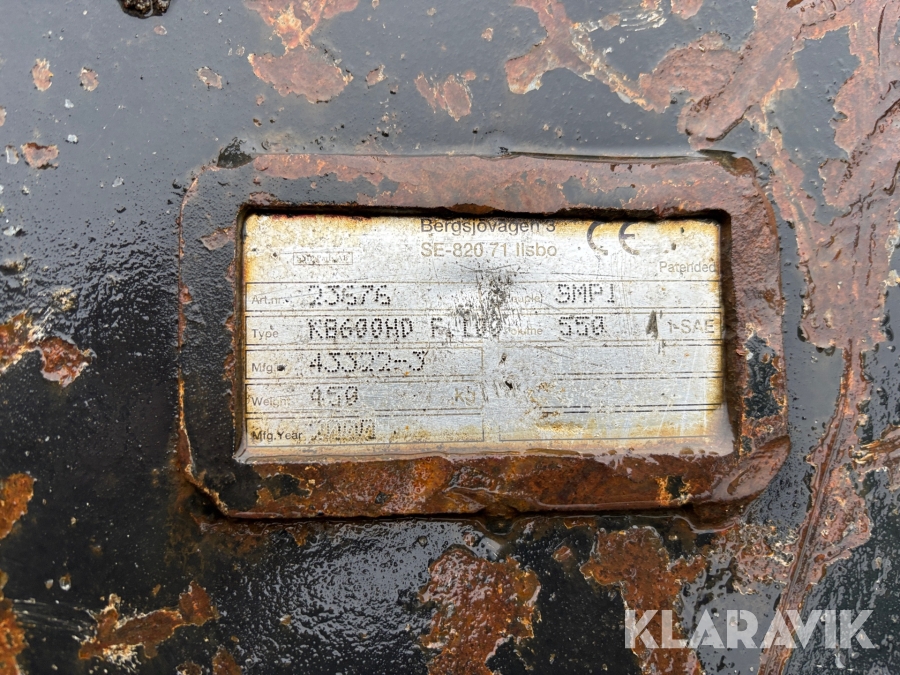 Bergsjövägen 3
SE-820 71 Ilsbo
CE
Patented
Art.nr. 23676 SMP1
Type KB600HD 550 1-SAE
Mfg 43322-3
Weight 450
Mfg.Year
KLARAVIK